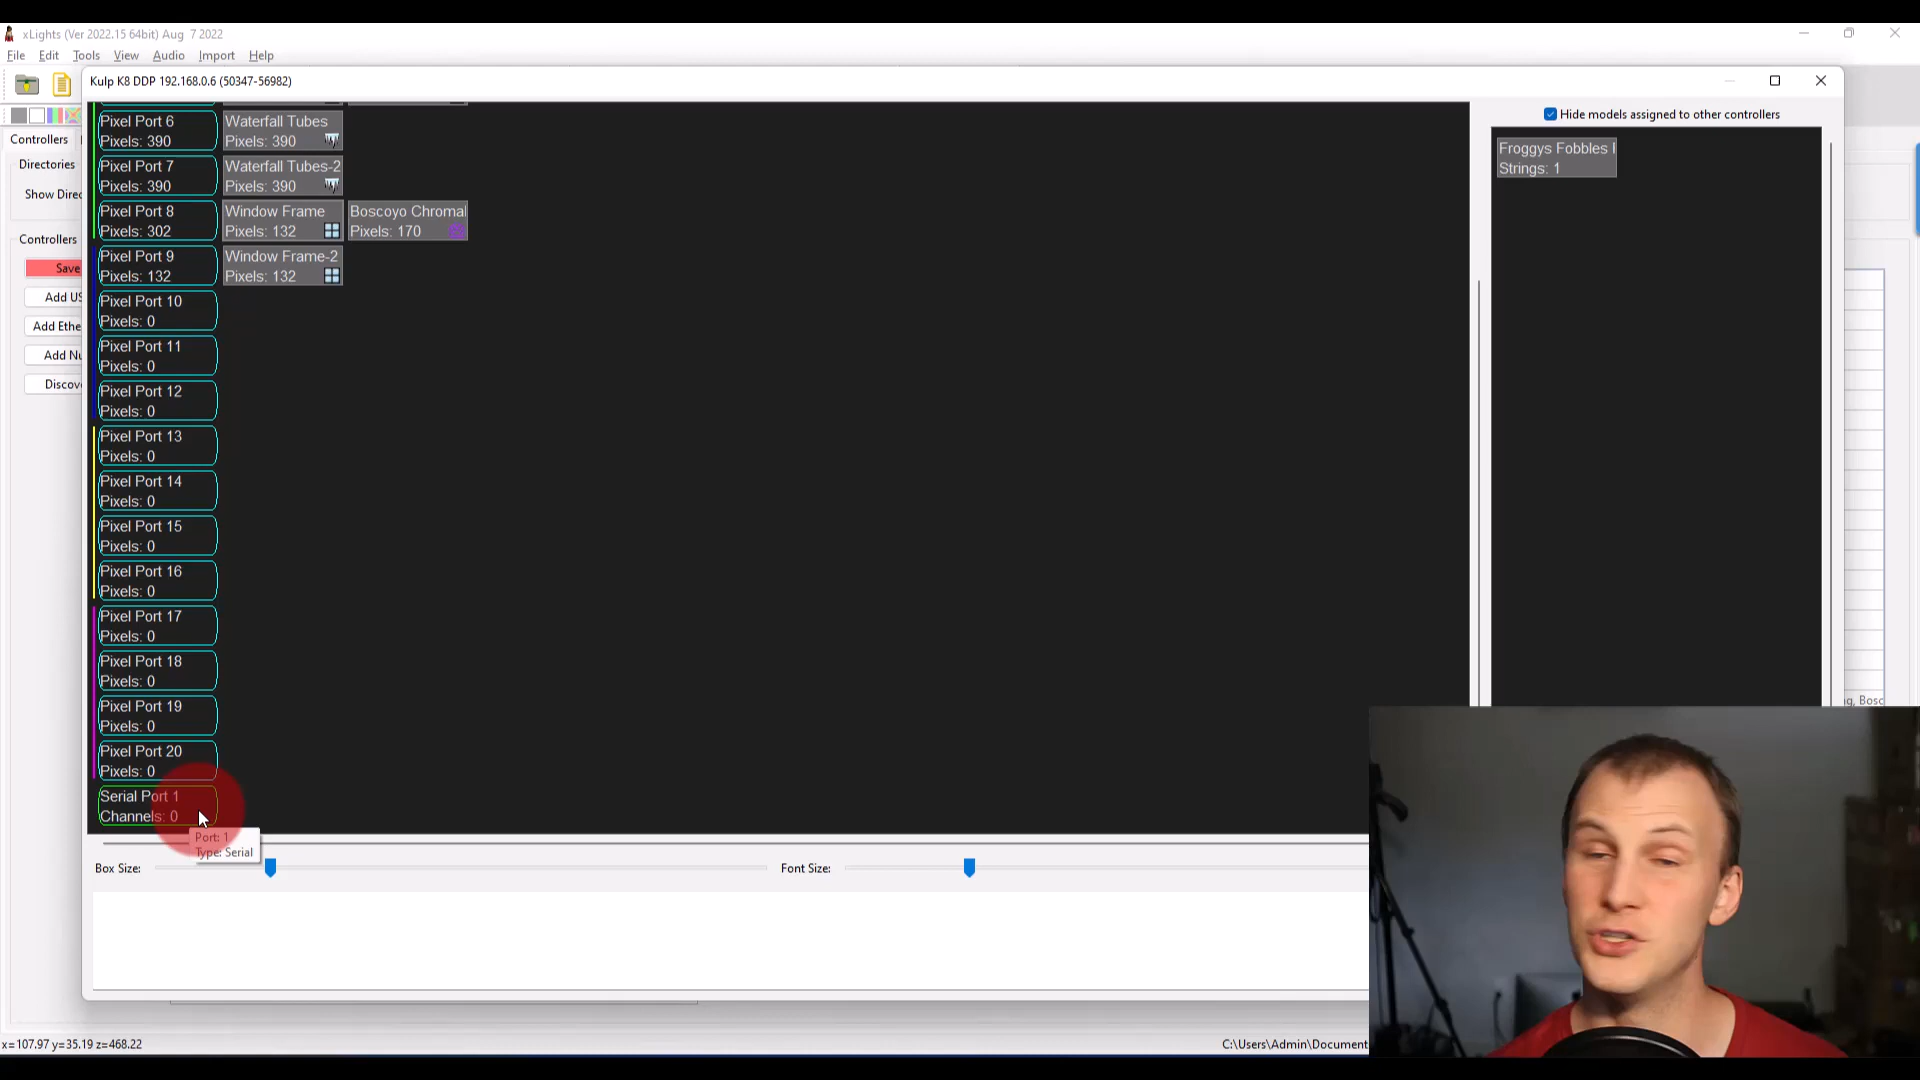 xLights (Ver 2022.15 64bit) Aug 7 2022
File Edit Tools View Audio Import Help
Kulp K8 DDP 192.168.0.6 (50347-56982)
Controllers
Directories
Show Direc
Controllers
Save
Add US
Add Ethe
Add Nu
Discov
Pixel Port 6
Pixels: 390
Waterfall Tubes
Pixels: 390
Pixel Port 7
Pixels: 390
Waterfall Tubes-2
Pixels: 390
Pixel Port 8
Pixels: 302
Window Frame
Pixels: 132
Boscoyo Chromal
Pixels: 170
Pixel Port 9
Pixels: 132
Window Frame-2
Pixels: 132
Pixel Port 10
Pixels: 0
Pixel Port 11
Pixels: 0
Pixel Port 12
Pixels: 0
Pixel Port 13
Pixels: 0
Pixel Port 14
Pixels: 0
Pixel Port 15
Pixels: 0
Pixel Port 16
Pixels: 0
Pixel Port 17
Pixels: 0
Pixel Port 18
Pixels: 0
Pixel Port 19
Pixels: 0
Pixel Port 20
Pixels: 0
Serial Port 1
Channels: 0
Port: 1
Type: Serial
Hide models assigned to other controllers
Froggys Fobbles
Strings: 1
Box Size:
Font Size:
g, Bosc
x=107.97 y=35.19 z=468.22
C:\Users\Admin\Document